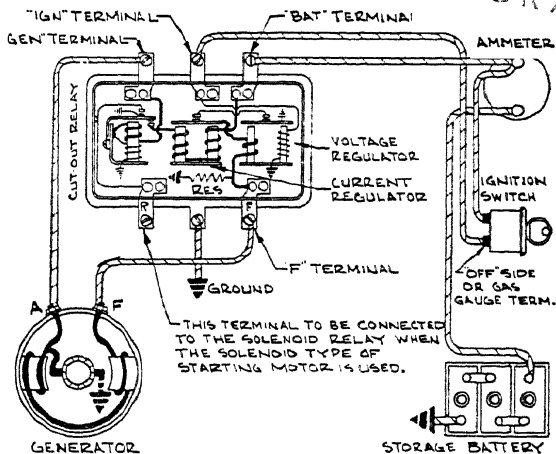 "IGN" TERMINAL
"BAT" TERMINAL
GEN" TERMINAL
AMMETER
CUT-OUT RELAY
VOLTAGE
REGULATOR
RES
CURRENT
REGULATOR
IGNITION
SWITCH
R
F
"F" TERMINAL
"OFF" SIDE
OR GAS
GAUGE TERM.
GROUND
A
F
THIS TERMINAL TO BE CONNECTED
TO THE SOLENOID RELAY WHEN
THE SOLENOID TYPE OF
STARTING MOTOR IS USED.
GENERATOR
STORAGE BATTERY